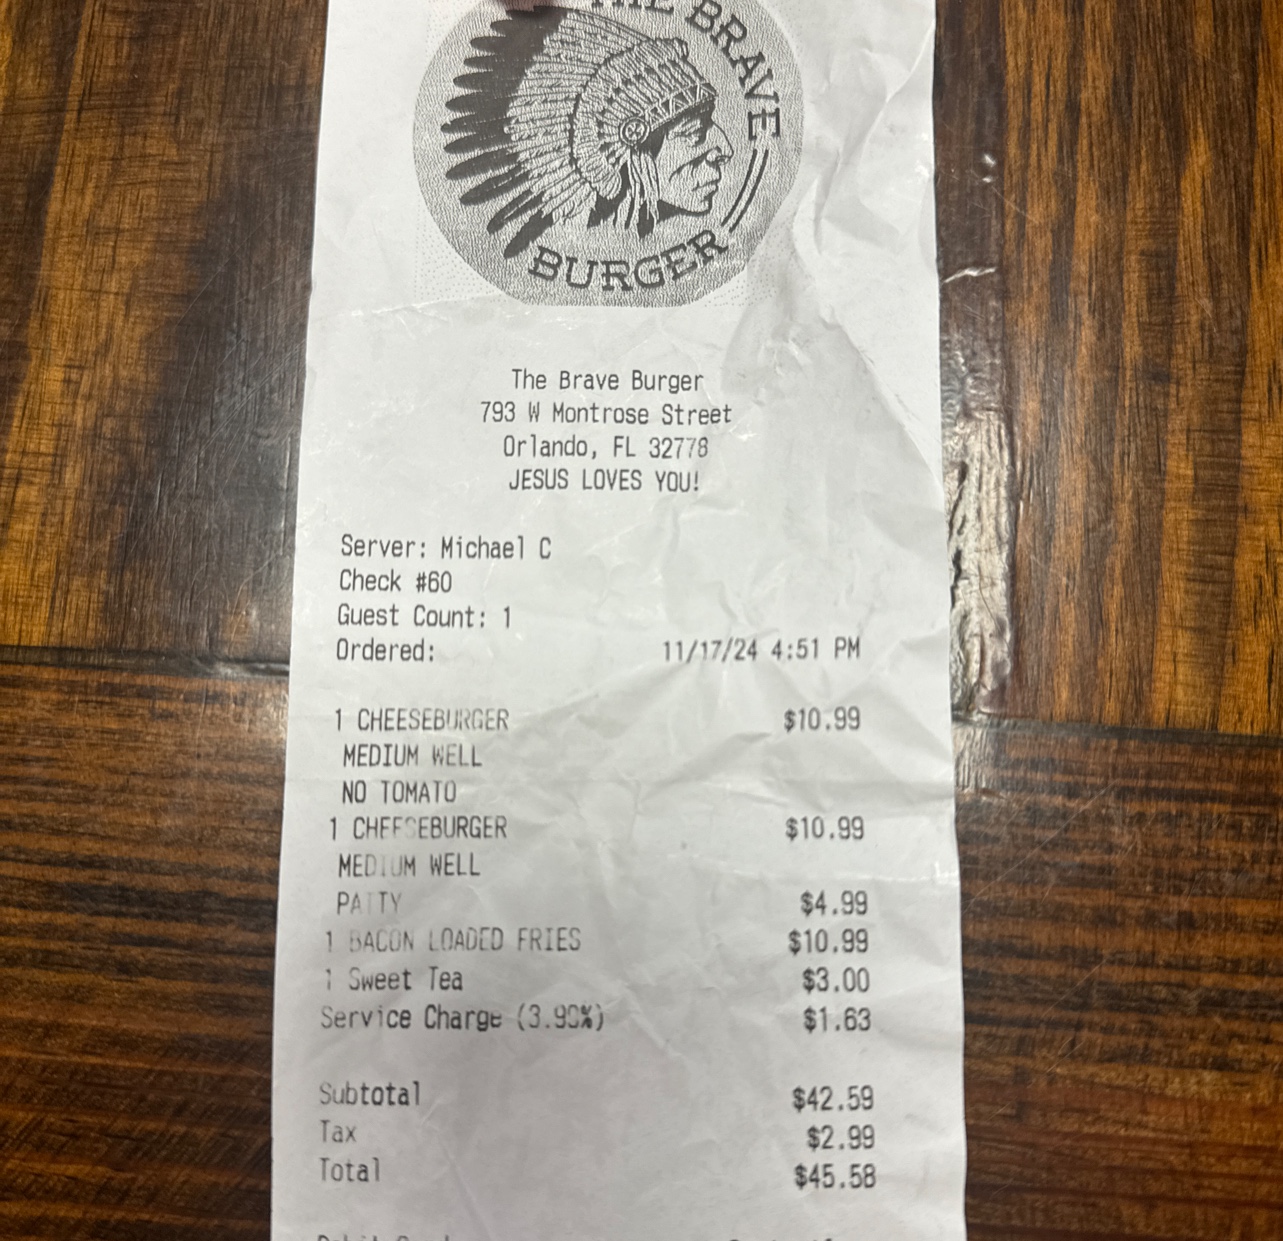 THE BRAVE
BURGER
The Brave Burger
793 W Montrose Street
Orlando, FL 32778
JESUS LOVES YOU!
Server: Michael C
Check #60
Guest Count: 1
Ordered: 11/17/24 4:51 PM
1 CHEESEBURGER $10.99
MEDIUM WELL
NO TOMATO
1 CHEESEBURGER $10.99
MEDIUM WELL
PATTY $4.99
1 BACON LOADED FRIES $10.99
1 Sweet Tea $3.00
Service Charge (3.98%) $1.63
Subtotal $42.59
Tax $2.99
Total $45.58